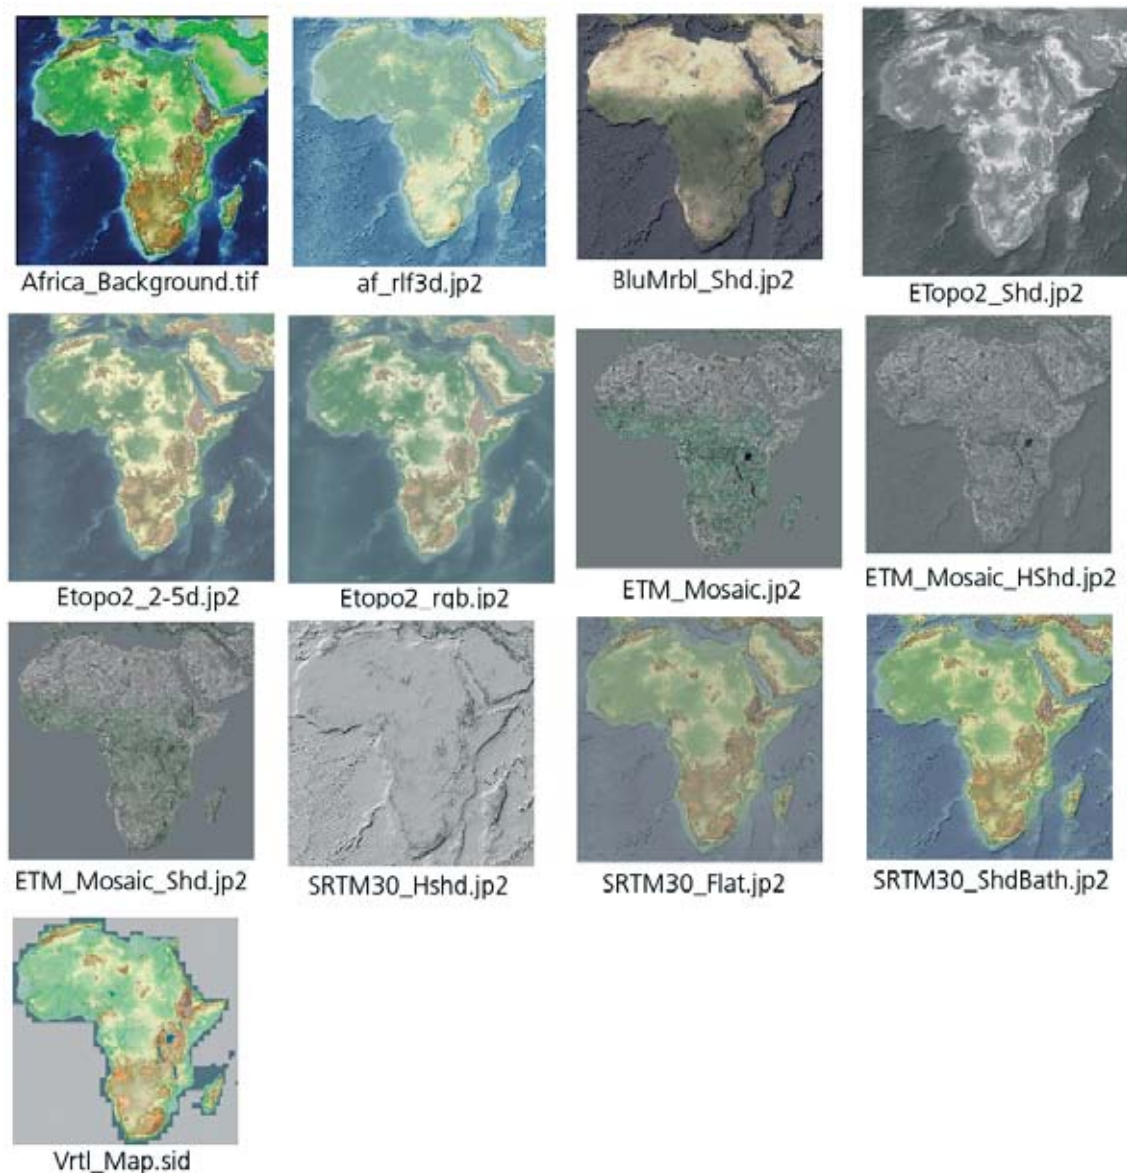 Africa_Background.tif
af_rlf3d.jp2
BluMrbl_Shd.jp2
ETopo2_Shd.jp2
Etopo2_2-5d.jp2
Etopo2_rqb.jp2
ETM_Mosaic.jp2
ETM_Mosaic_HShd.jp2
ETM_Mosaic_Shd.jp2
SRTM30_Hshd.jp2
SRTM30_Flat.jp2
SRTM30_ShdBath.jp2
Vrtl_Map.sid